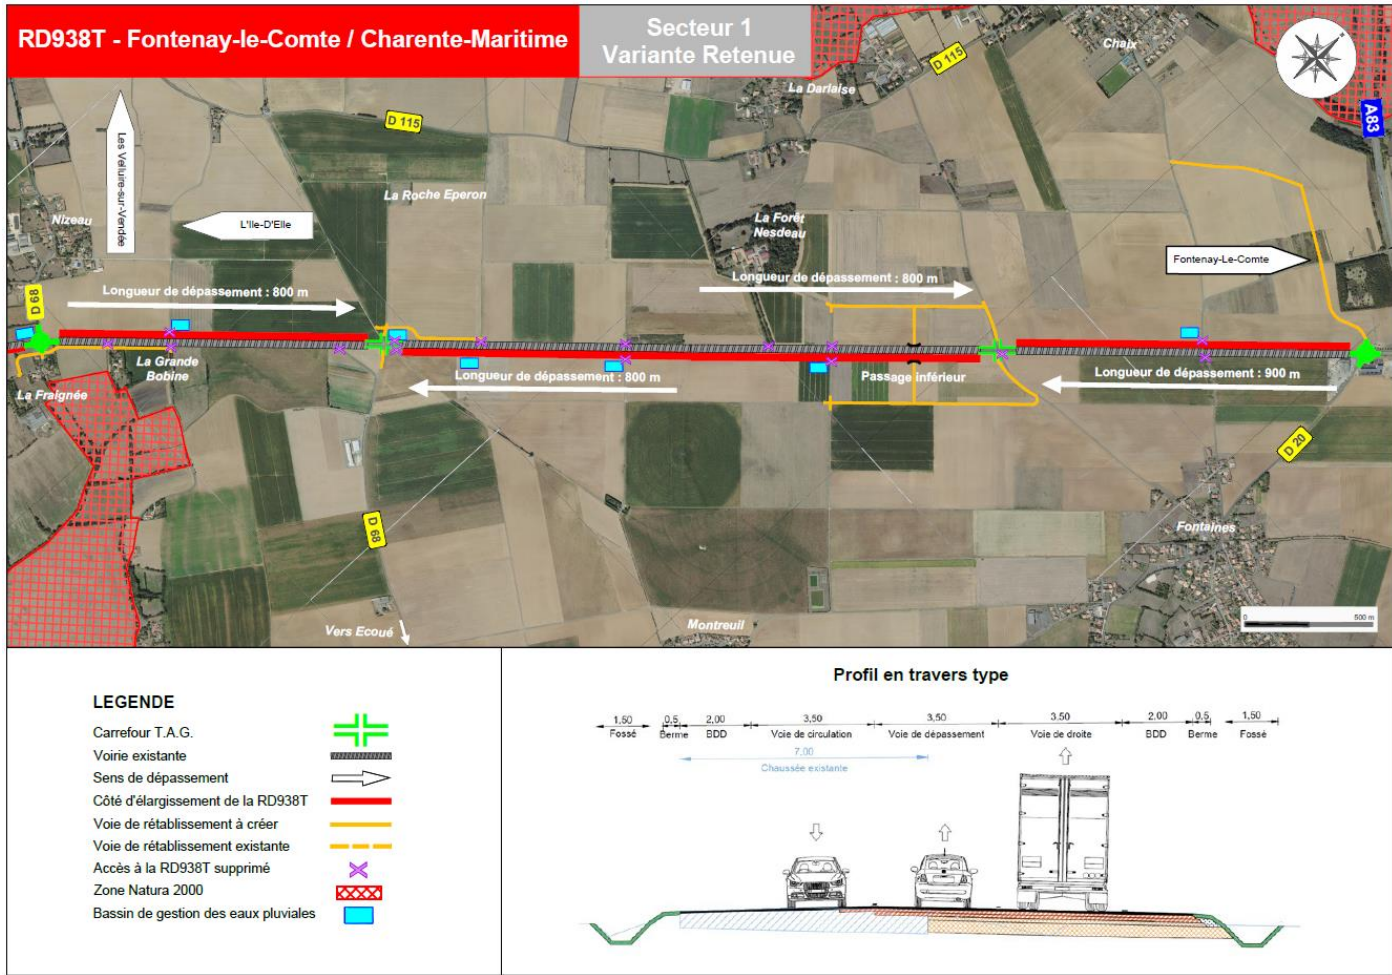 RD938T - Fontenay-le-Comte / Charente-Maritime
Secteur 1
Variante Retenue
Chaix
D 115
La Darlaise
A83
Les Velluire-sur-Vendée
D 115
La Roche Eperon
Nizeau
L'Ile-D'Elle
La Forêt
Nesdeau
Fontenay-Le-Comte
Longueur de dépassement : 800 m
Longueur de dépassement : 800 m
D 68
La Grande
Bobine
La Fraignée
Longueur de dépassement : 800 m
Passage inférieur
Longueur de dépassement : 900 m
D 20
D 68
Fontaines
Vers Ecoué
Montreuil
0
500 m
LEGENDE
Carrefour T.A.G.
Voirie existante
Sens de dépassement
Côté d'élargissement de la RD938T
Voie de rétablissement à créer
Voie de rétablissement existante
Accès à la RD938T supprimé
Zone Natura 2000
Bassin de gestion des eaux pluviales
Profil en travers type
1,50 0,5 2,00 3,50 3,50 3,50 2,00 0,5 1,50
Fossé Berme BDD Voie de circulation Voie de dépassement Voie de droite BDD Berme Fossé
7,00
Chaussée existante